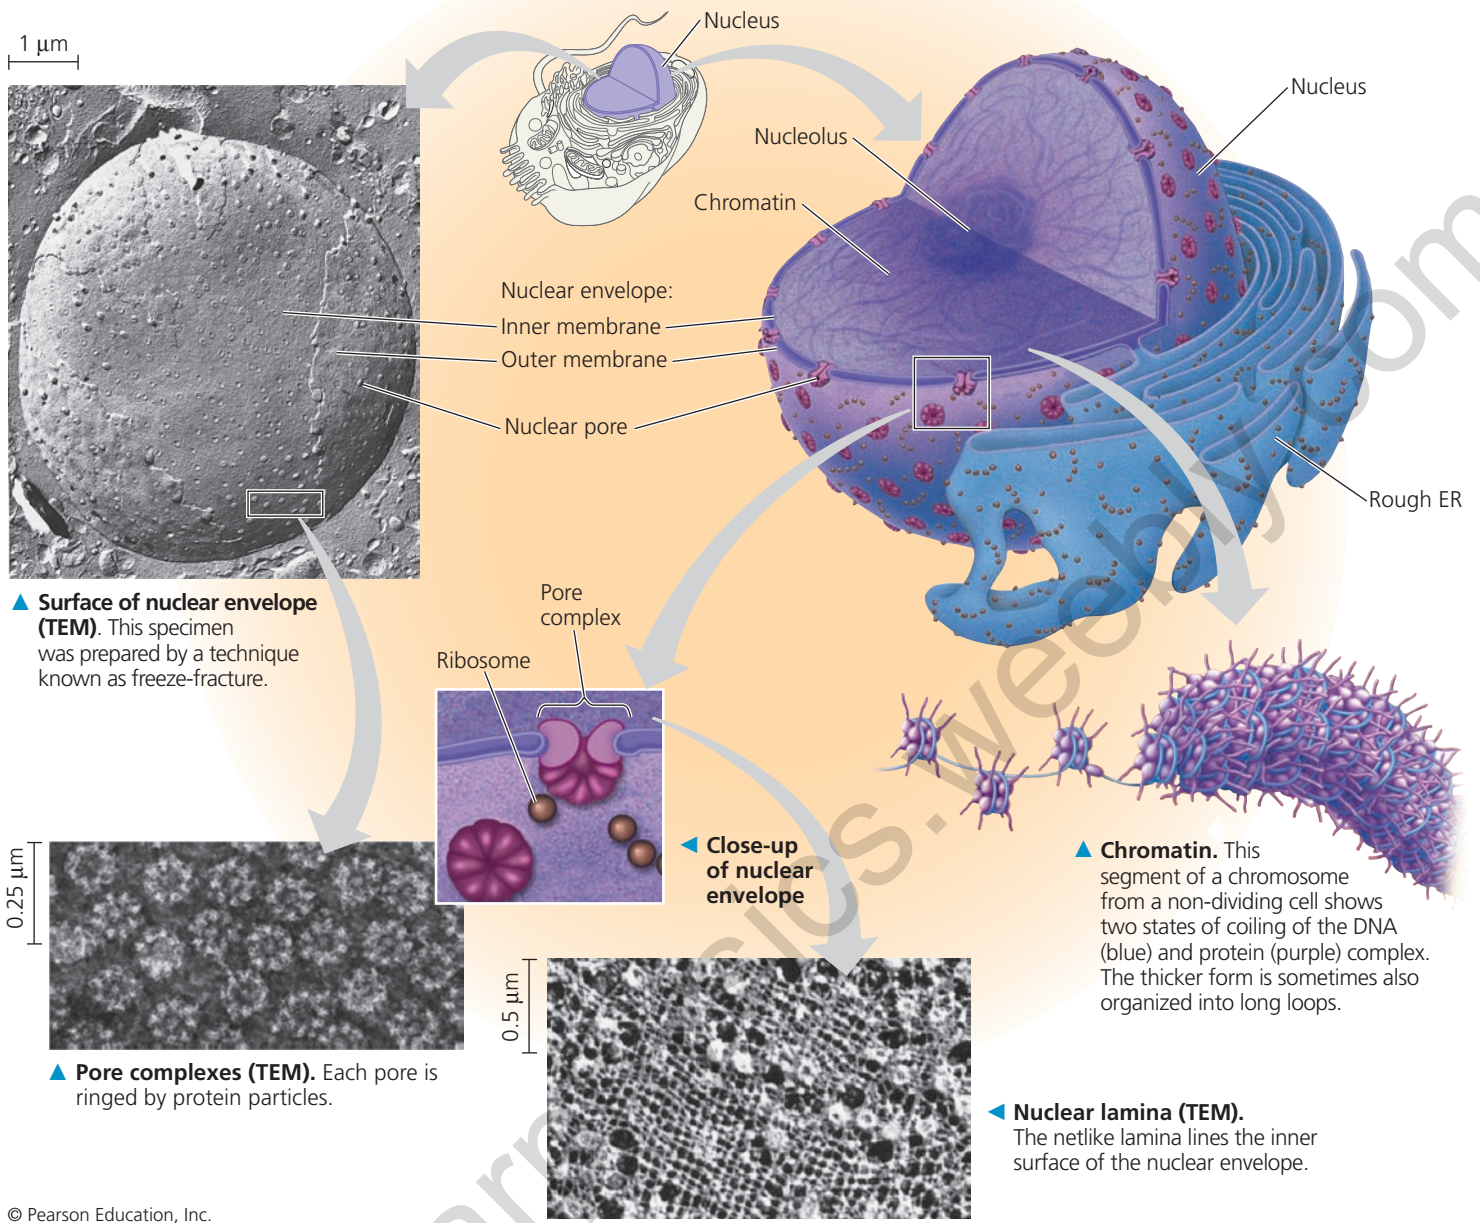 Nucleus
1 μm
Nucleus
Nucleolus
Chromatin
Nuclear envelope:
Inner membrane
Outer membrane
Nuclear pore
Rough ER
▲ Surface of nuclear envelope
(TEM). This specimen
was prepared by a technique
known as freeze-fracture.
Pore
complex
Ribosome
◀ Close-up
of nuclear
envelope
0.25 μm
▲ Chromatin. This
segment of a chromosome
from a non-dividing cell shows
two states of coiling of the DNA
(blue) and protein (purple) complex.
The thicker form is sometimes also
organized into long loops.
0.5 μm
▲ Pore complexes (TEM). Each pore is
ringed by protein particles.
◀ Nuclear lamina (TEM).
The netlike lamina lines the inner
surface of the nuclear envelope.
© Pearson Education, Inc.